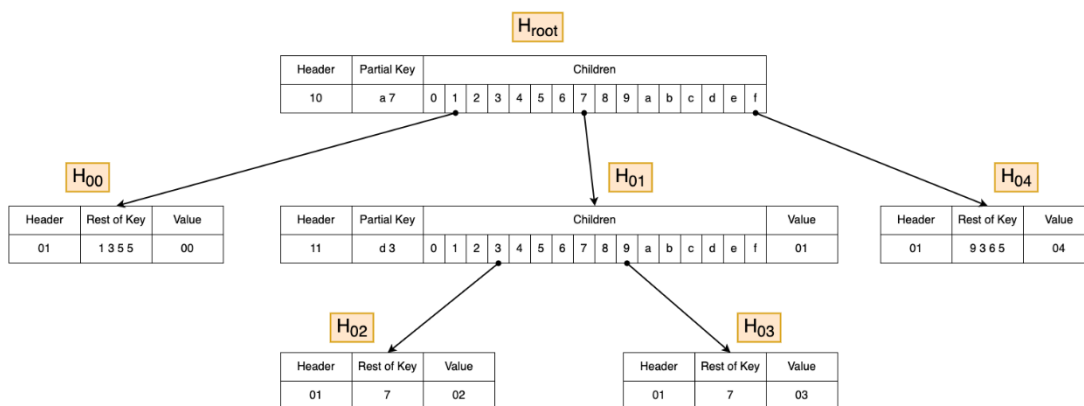 Hroot
Header Partial Key Children
10 a 7 0 1 2 3 4 5 6 7 8 9 a b c d e f
H00 H01 H04
Header Rest of Key Value
01 1 3 5 5 00
Header Partial Key Children Value
11 d 3 0 1 2 3 4 5 6 7 8 9 a b c d e f 01
Header Rest of Key Value
01 9 3 6 5 04
H02 H03
Header Rest of Key Value
01 7 02
Header Rest of Key Value
01 7 03